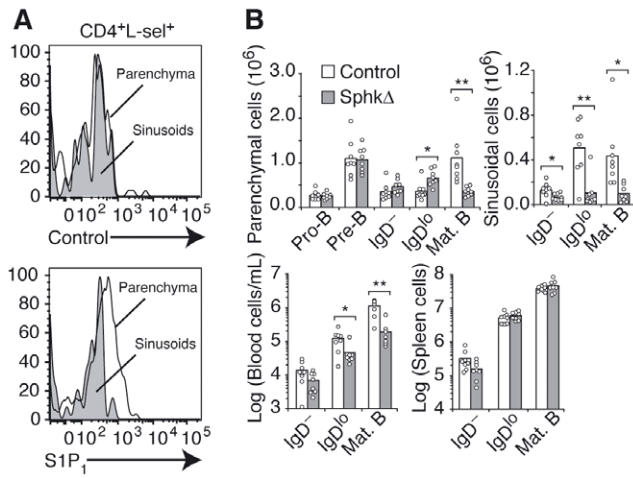 A
CD4⁺L-sel⁺
100
80
60
40
20
0
Parenchyma
Sinusoids
0 10² 10³ 10⁴ 10⁵
Control
100
80
60
40
20
0
Parenchyma
Sinusoids
0 10² 10³ 10⁴ 10⁵
S1P₁
B
Parenchymal cells (10⁶)
3.0
2.0
1.0
0.0
Control
SphkΔ
*
**
Pro-B
Pre-B
IgD⁻
IgDˡᵒ
Mat. B
Sinusoidal cells (10⁶)
1.2
0.8
0.4
0.0
*
**
*
IgD⁻
IgDˡᵒ
Mat. B
Log (Blood cells/mL)
7
6
5
4
3
*
**
IgD⁻
IgDˡᵒ
Mat. B
Log (Spleen cells)
8
7
6
5
4
IgD⁻
IgDˡᵒ
Mat. B